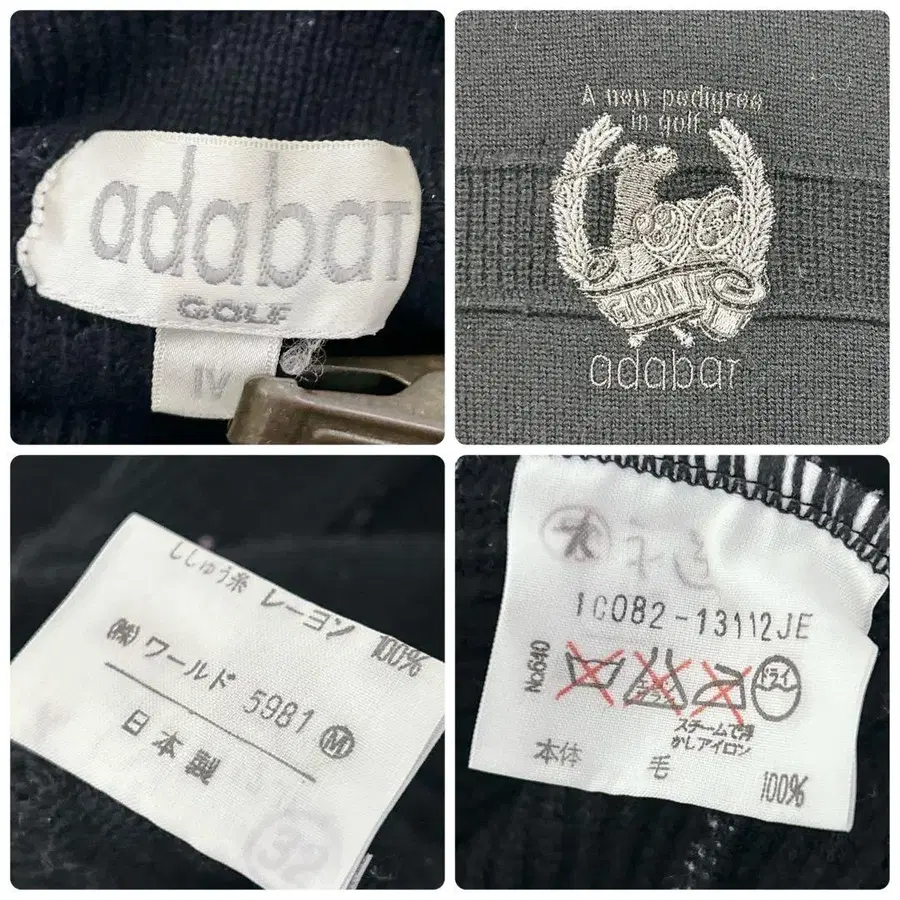 adabat
GOLF
IV
A non pedigree
in golf
GOLF
adabat
ししゅう糸 レーヨン 100%
㈱ワールド 5981 Ⓜ
日本製
32
1C082-13112JE
No.640
ドライ
スチームで浮
かしアイロン
本体 毛 100%